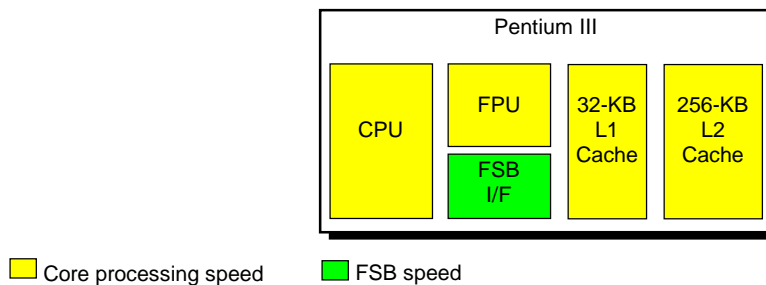 Pentium III
CPU
FPU
FSB
I/F
32-KB
L1
Cache
256-KB
L2
Cache
Core processing speed
FSB speed